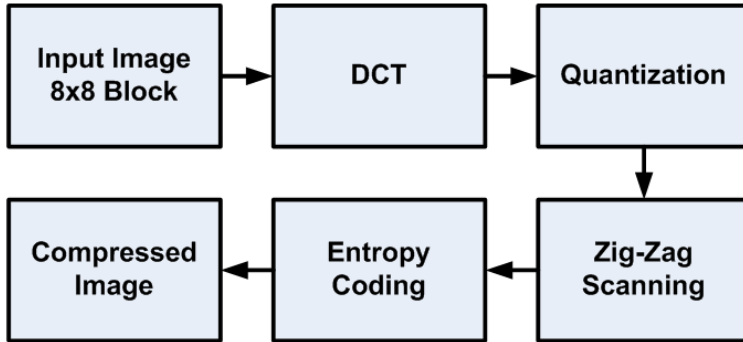 Input Image
8x8 Block
DCT
Quantization
Zig-Zag
Scanning
Entropy
Coding
Compressed
Image